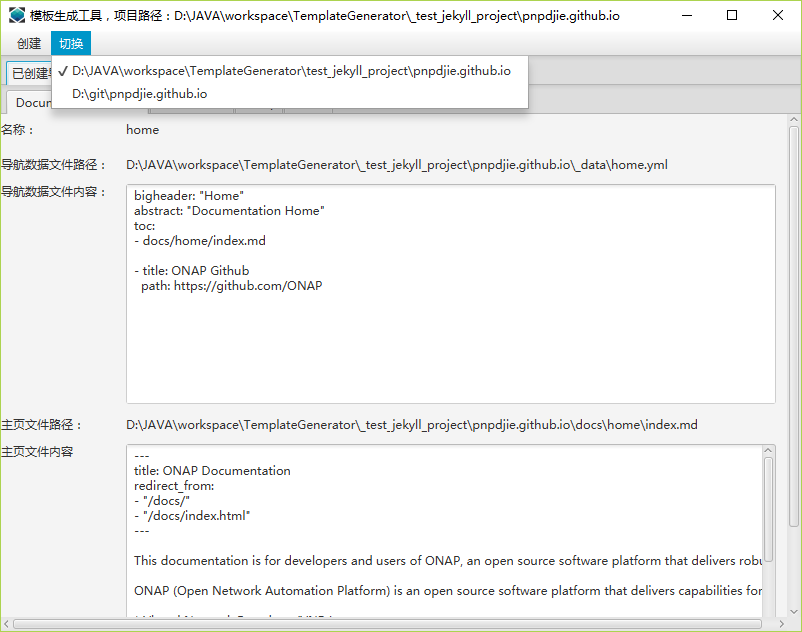 模板生成工具，项目路径：D:\JAVA\workspace\TemplateGenerator\_test_jekyll_project\pnpdjie.github.io
创建 切换
✓ D:\JAVA\workspace\TemplateGenerator\test_jekyll_project\pnpdjie.github.io
D:\git\pnpdjie.github.io
已创建
Docum
名称： home
导航数据文件路径： D:\JAVA\workspace\TemplateGenerator\_test_jekyll_project\pnpdjie.github.io\_data\home.yml
导航数据文件内容：
bigheader: "Home"
abstract: "Documentation Home"
toc:
- docs/home/index.md
- title: ONAP Github
path: https://github.com/ONAP
主页文件路径： D:\JAVA\workspace\TemplateGenerator\_test_jekyll_project\pnpdjie.github.io\docs\home\index.md
主页文件内容
---
title: ONAP Documentation
redirect_from:
- "/docs/"
- "/docs/index.html"
---
This documentation is for developers and users of ONAP, an open source software platform that delivers robu
ONAP (Open Network Automation Platform) is an open source software platform that delivers capabilities for